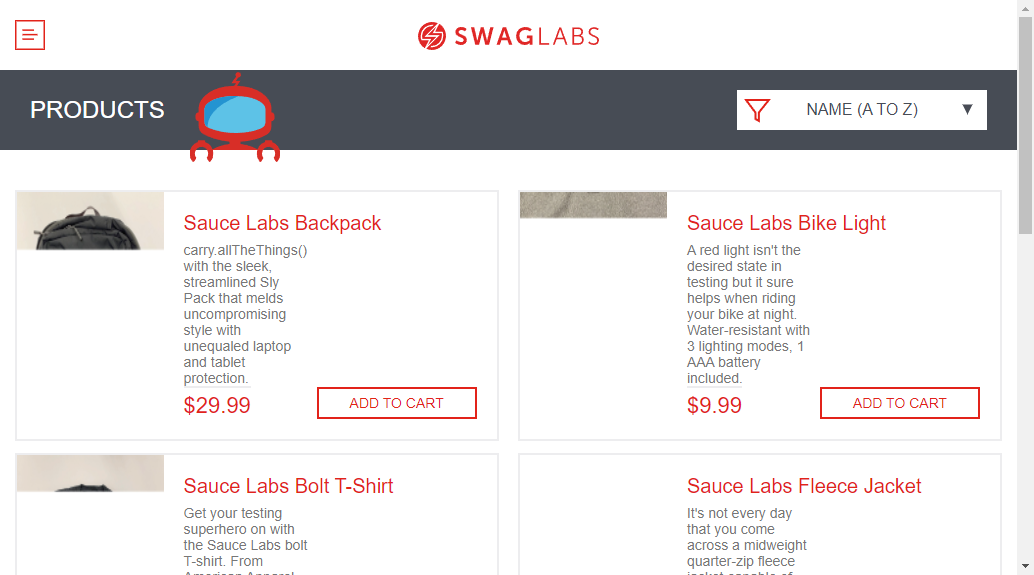 SWAGLABS
PRODUCTS
NAME (A TO Z)
Sauce Labs Backpack
carry.allTheThings()
with the sleek,
streamlined Sly
Pack that melds
uncompromising
style with
unequaled laptop
and tablet
protection.
$29.99
ADD TO CART
Sauce Labs Bike Light
A red light isn't the
desired state in
testing but it sure
helps when riding
your bike at night.
Water-resistant with
3 lighting modes, 1
AAA battery
included.
$9.99
ADD TO CART
Sauce Labs Bolt T-Shirt
Get your testing
superhero on with
the Sauce Labs bolt
T-shirt. From
American Apparel
Sauce Labs Fleece Jacket
It's not every day
that you come
across a midweight
quarter-zip fleece
jacket capable of